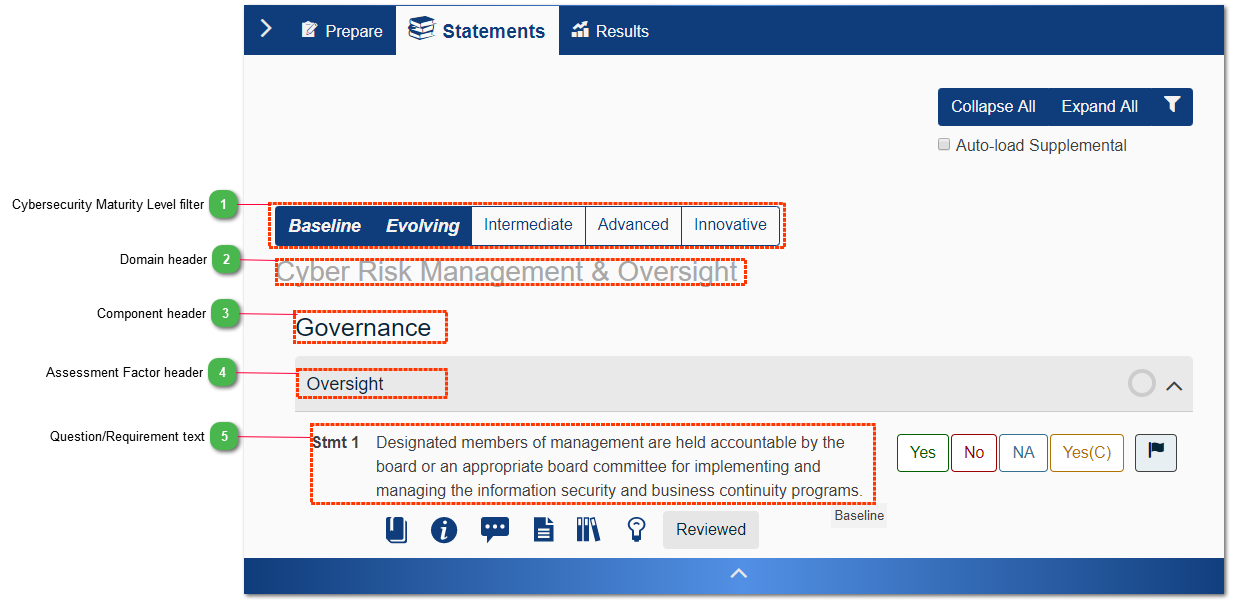 Prepare Statements Results
Collapse All Expand All
Auto-load Supplemental
Cybersecurity Maturity Level filter 1
Baseline Evolving Intermediate Advanced Innovative
Domain header 2
Cyber Risk Management & Oversight
Component header 3
Governance
Assessment Factor header 4
Oversight
Question/Requirement text 5
Stmt 1 Designated members of management are held accountable by the
board or an appropriate board committee for implementing and
managing the information security and business continuity programs.
Yes No NA Yes(C)
Baseline
Reviewed